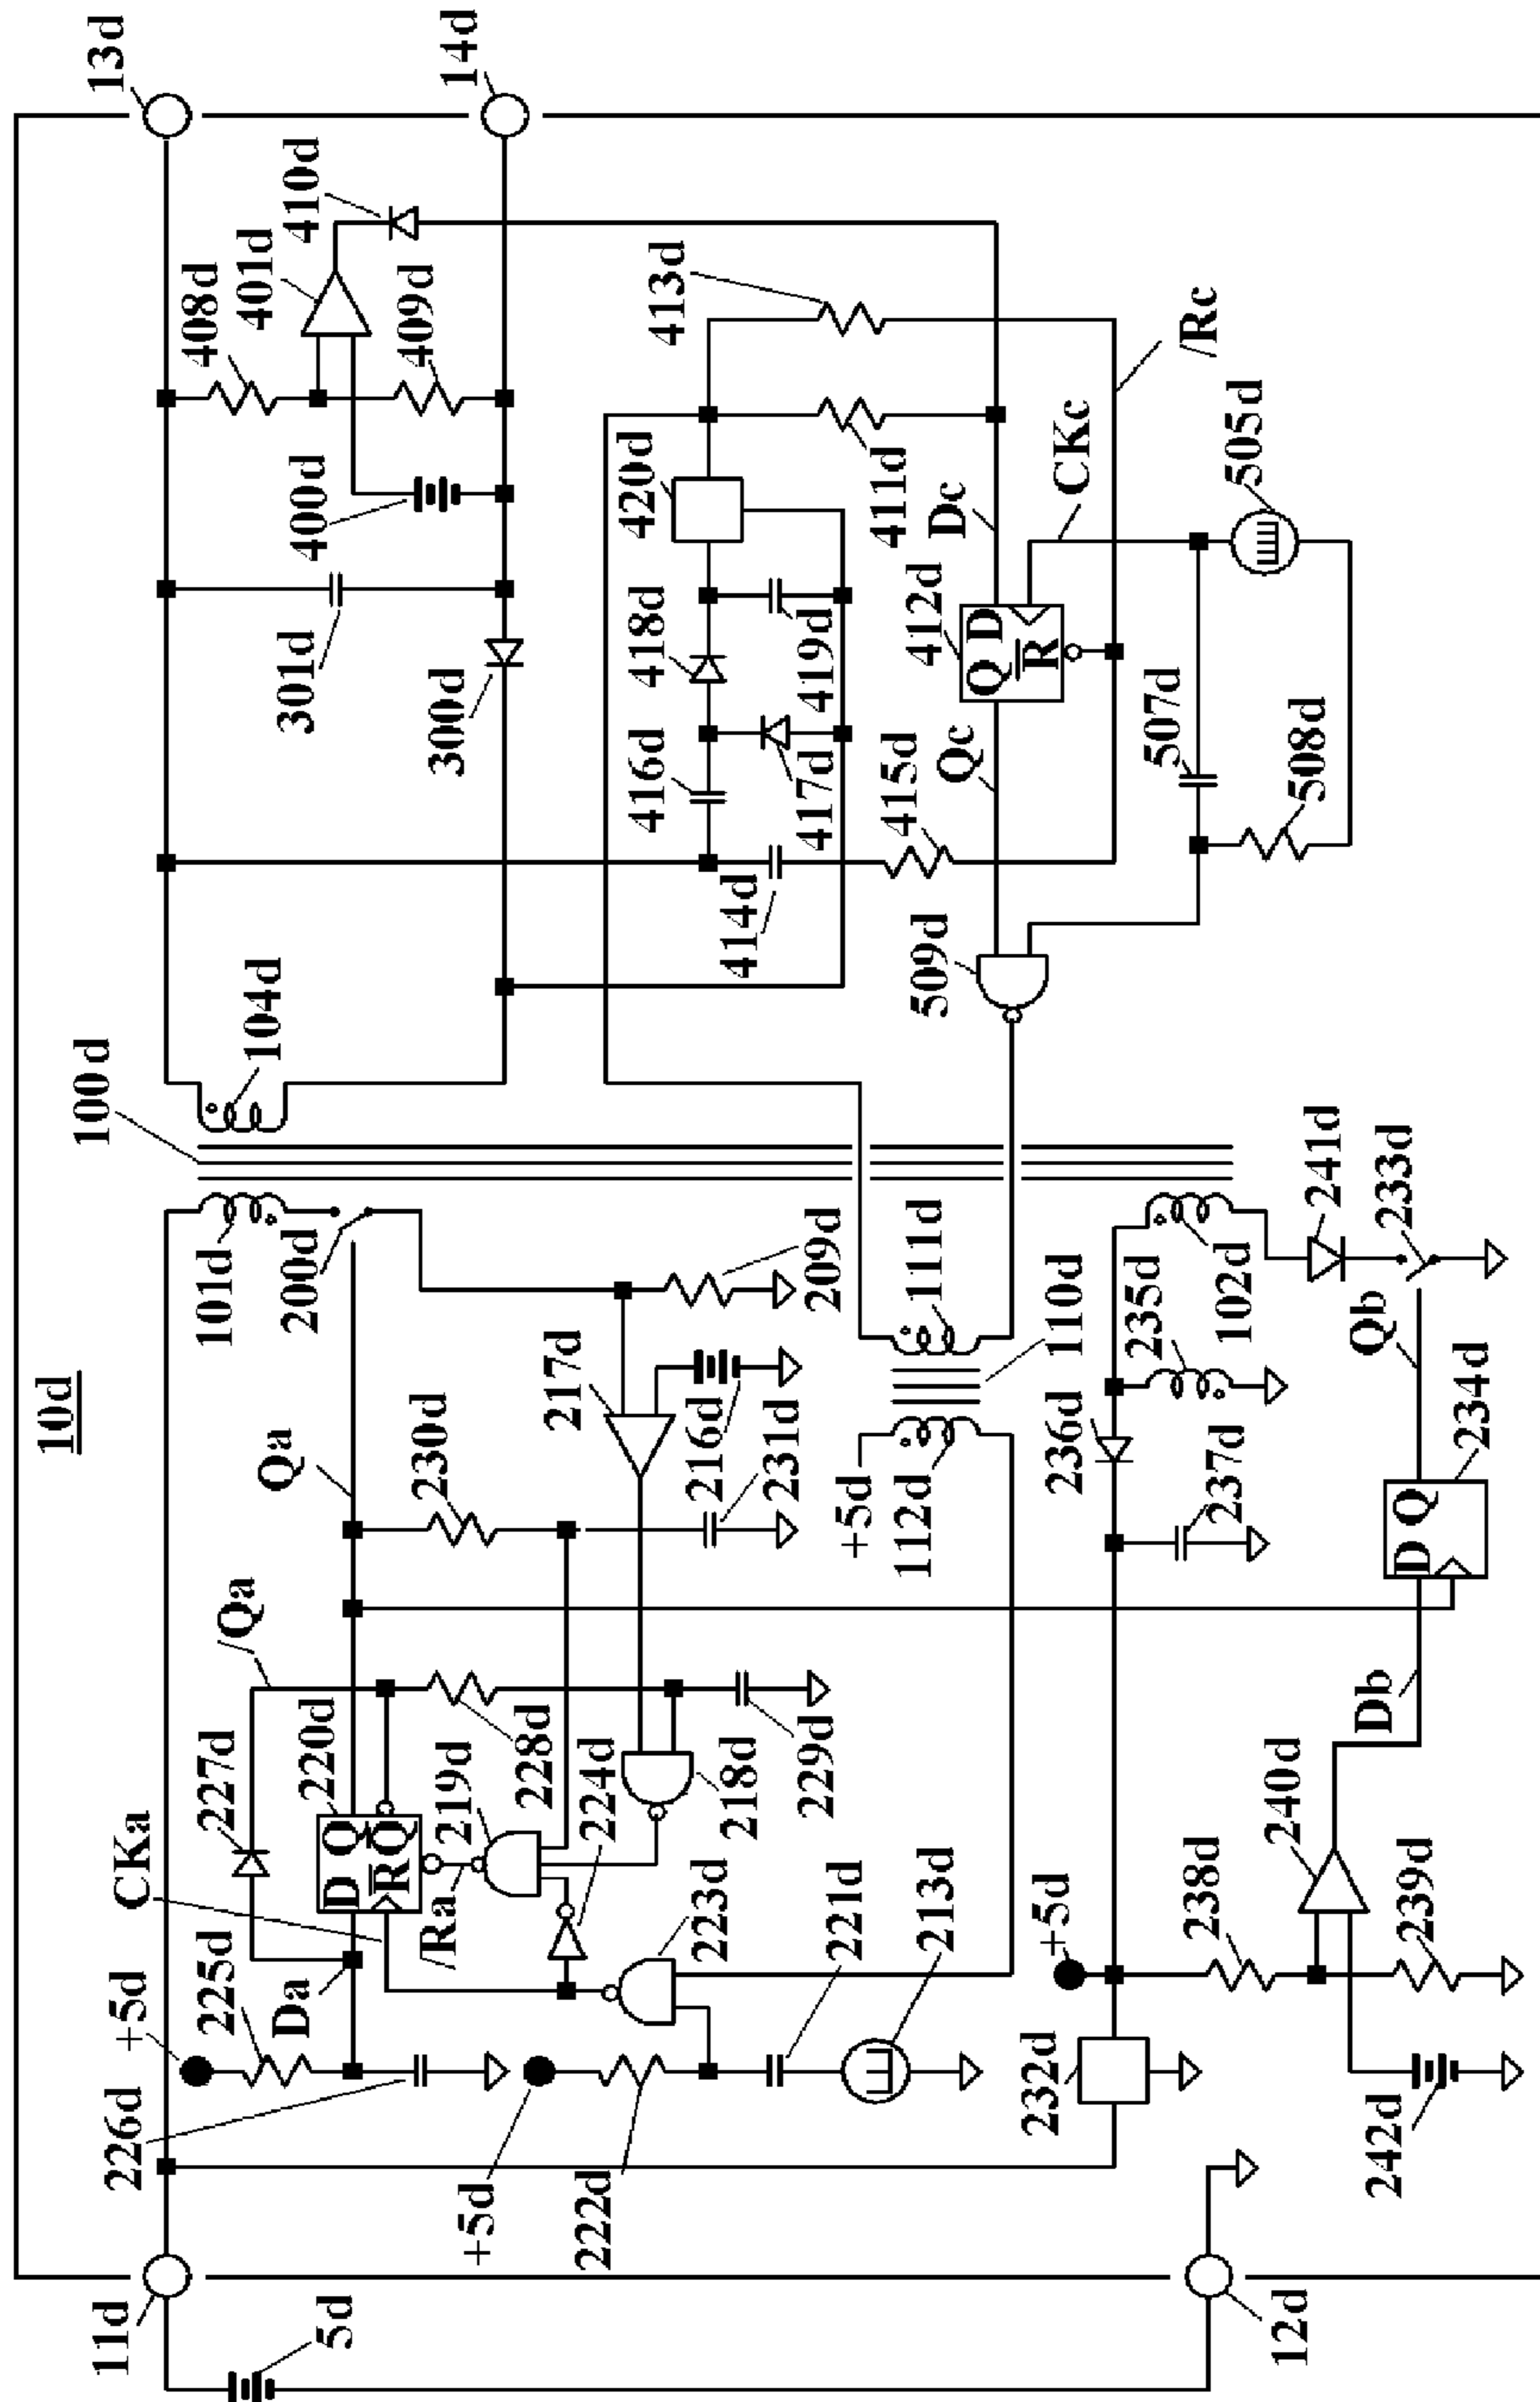 10d
11d
5d
12d
+5d
225d
226d
Da
CKa
227d
/Qa
Qa
220d
D Q
R Q
/Ra
219d
228d
224d
218d
229d
223d
221d
213d
+5d
222d
230d
217d
216d
231d
101d
200d
209d
100d
104d
+5d
112d
111d
110d
232d
+5d
238d
239d
240d
242d
Db
D Q
234d
Qb
233d
241d
102d
235d
236d
237d
13d
14d
408d
401d
409d
410d
400d
301d
300d
413d
411d
420d
418d
419d
416d
417d
414d
415d
Qc
Dc
412d
Q D
R
CKc
/Rc
505d
507d
508d
509d